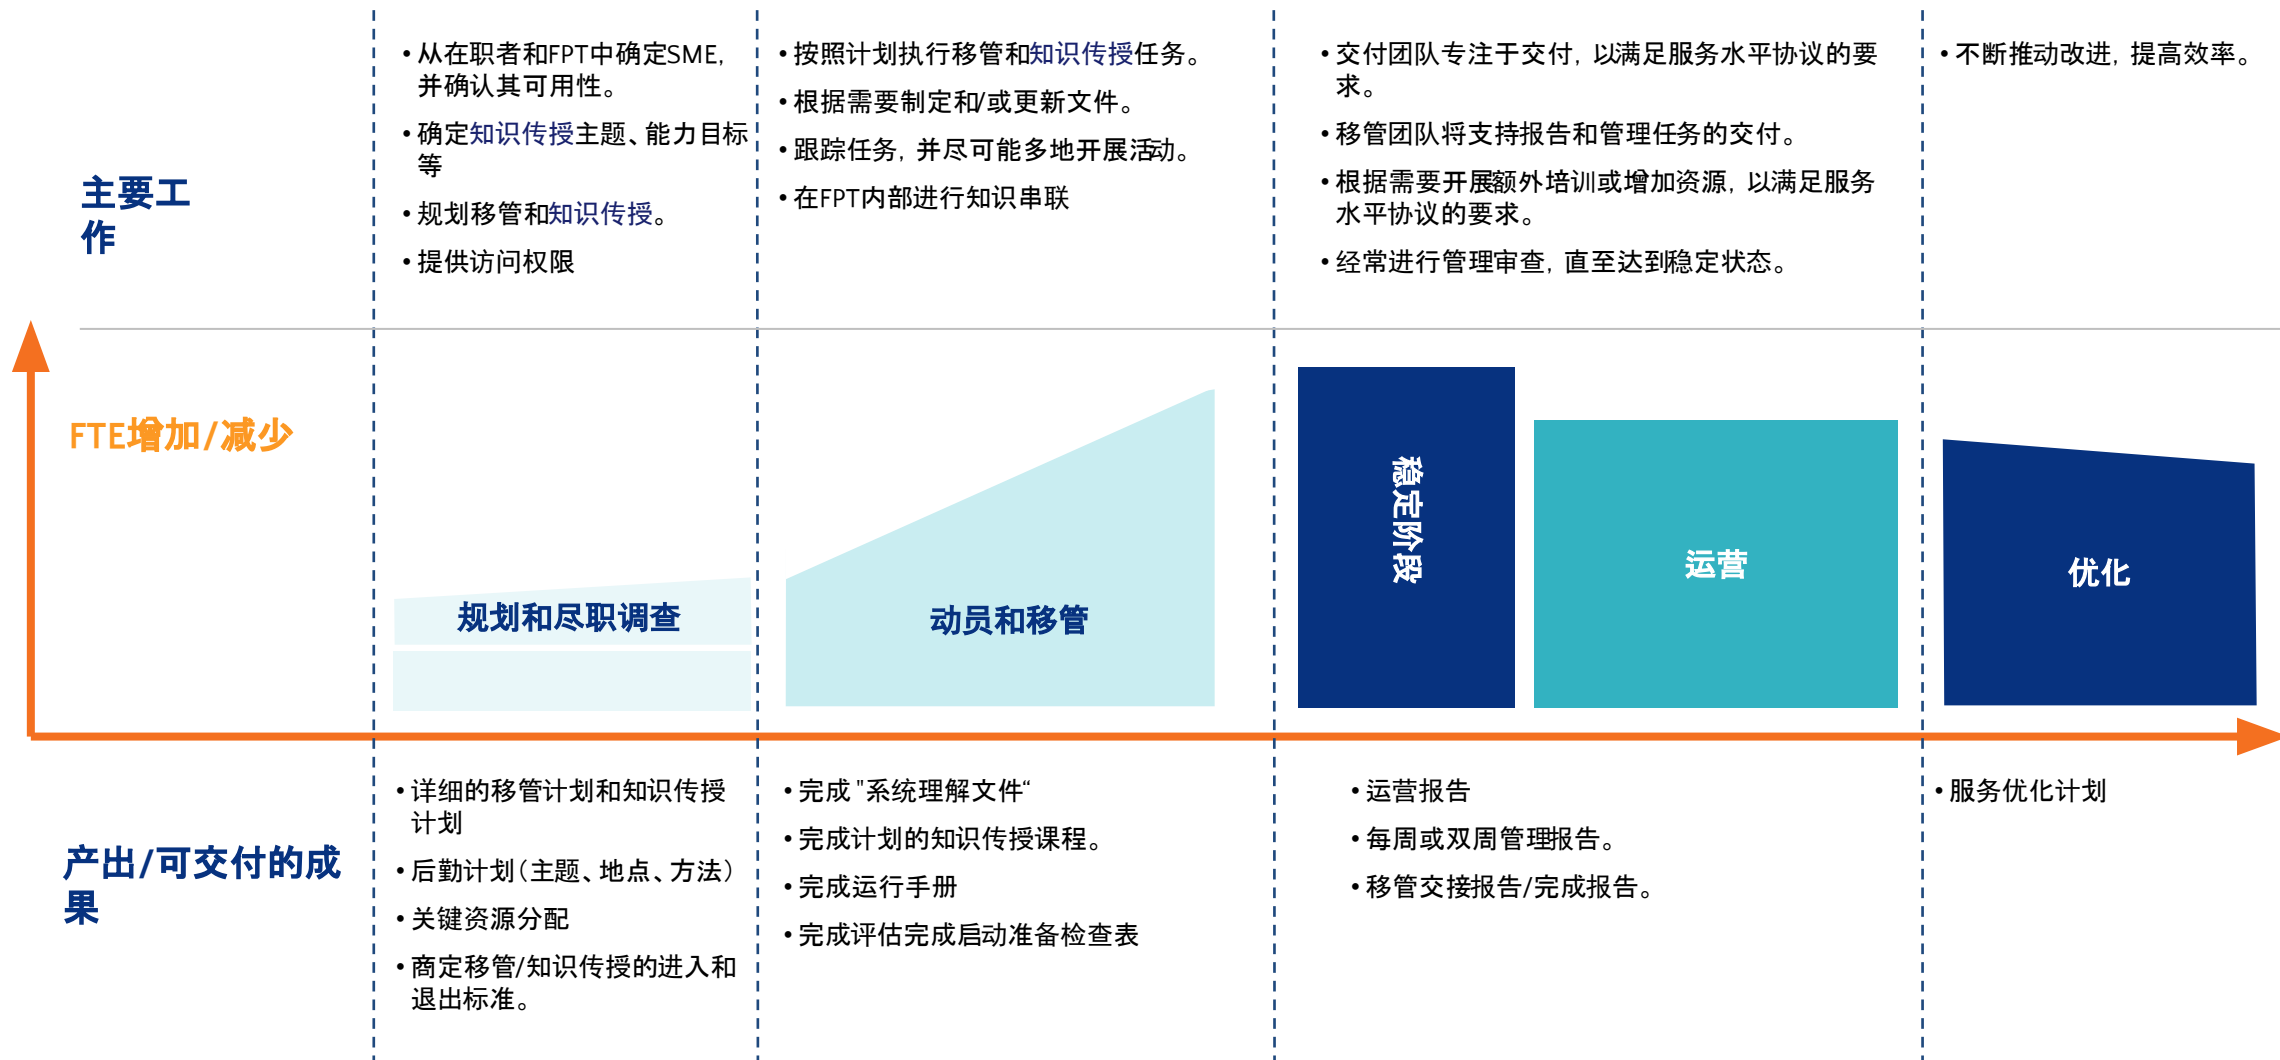 主要工
作
• 从在职者和FPT中确定SME,
并确认其可用性。
• 确定知识传授主题、能力目标
等
• 规划移管和知识传授。
• 提供访问权限
• 按照计划执行移管和知识传授任务。
• 根据需要制定和/或更新文件。
• 跟踪任务, 并尽可能多地开展活动。
• 在FPT内部进行知识串联
• 交付团队专注于交付, 以满足服务水平协议的要
求。
• 移管团队将支持报告和管理任务的交付。
• 根据需要开展额外培训或增加资源, 以满足服务
水平协议的要求。
• 经常进行管理审查, 直至达到稳定状态。
• 不断推动改进, 提高效率。
FTE增加/减少
规划和尽职调查
动员和移管
稳定阶段
运营
优化
产出/可交付的成
果
• 详细的移管计划和知识传授
计划
• 后勤计划（主题、地点、方法）
• 关键资源分配
• 商定移管/知识传授的进入和
退出标准。
• 完成 "系统理解文件“
• 完成计划的知识传授课程。
• 完成运行手册
• 完成评估完成启动准备检查表
• 运营报告
• 每周或双周管理报告。
• 移管交接报告/完成报告。
• 服务优化计划